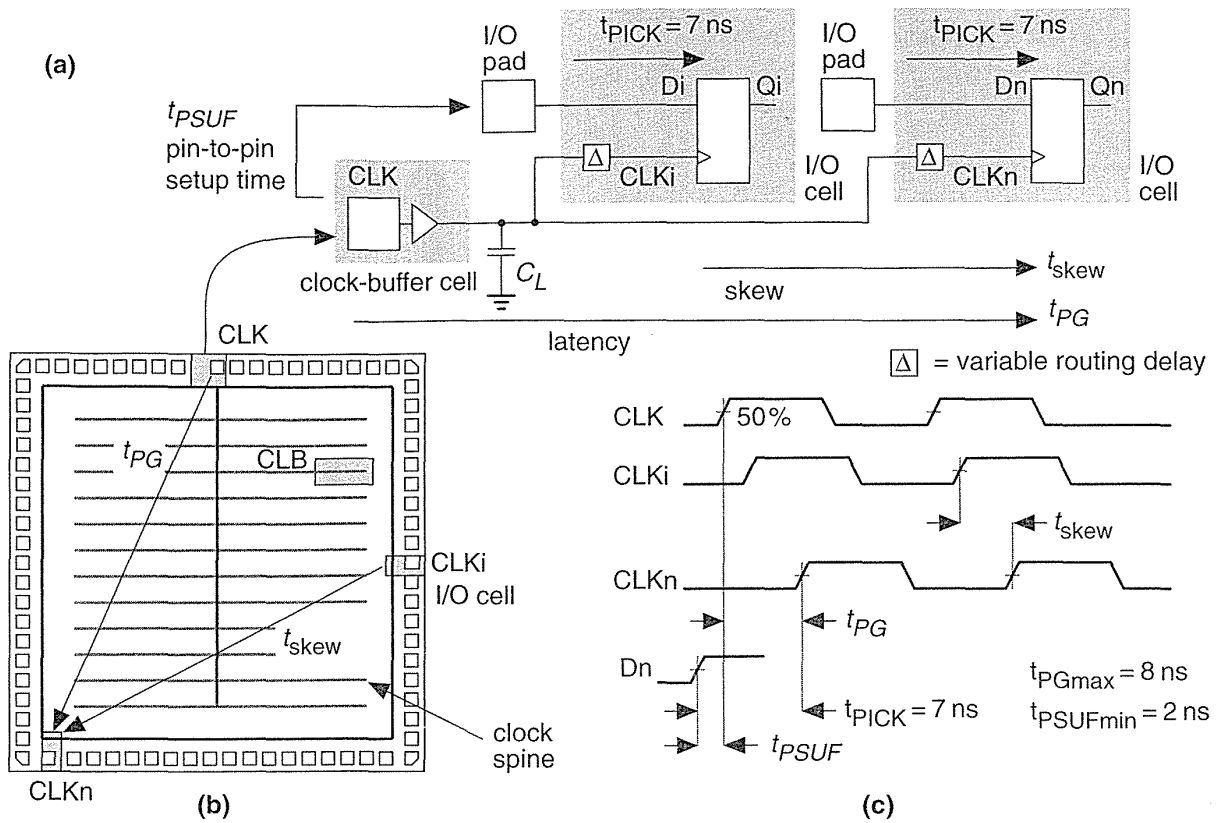 (a)
t_PSUF
pin-to-pin
setup time
I/O
pad
t_PICK = 7 ns
Di
Qi
Δ
CLKi
I/O
cell
I/O
pad
t_PICK = 7 ns
Dn
Qn
Δ
CLKn
I/O
cell
CLK
clock-buffer cell
C_L
skew
t_skew
latency
t_PG
Δ = variable routing delay
CLK
t_PG
CLB
CLKi
I/O cell
t_skew
clock
spine
CLKn
(b)
CLK
50%
CLKi
t_skew
CLKn
t_PG
Dn
t_PICK = 7 ns
t_PSUF
t_PGmax = 8 ns
t_PSUFmin = 2 ns
(c)